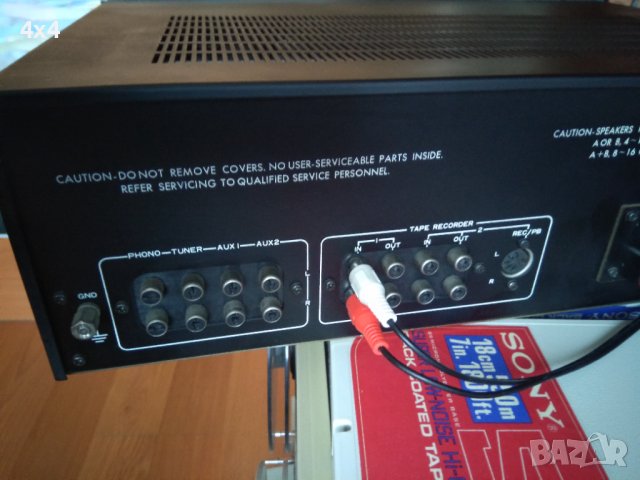 4x4
CAUTION-DO NOT REMOVE COVERS. NO USER-SERVICEABLE PARTS INSIDE.
REFER SERVICING TO QUALIFIED SERVICE PERSONNEL.
CAUTION-SPEAKERS
A OR B, 4-
A+B, 8-16
PHONO TUNER AUX 1 AUX 2
L
R
GND
TAPE RECORDER
IN 1 OUT IN OUT 2 REC/PB
L
R
SONY
18cm
7in.
ft.
LOW-NOISE Hi-
BACK COATED TAP
BAZAR